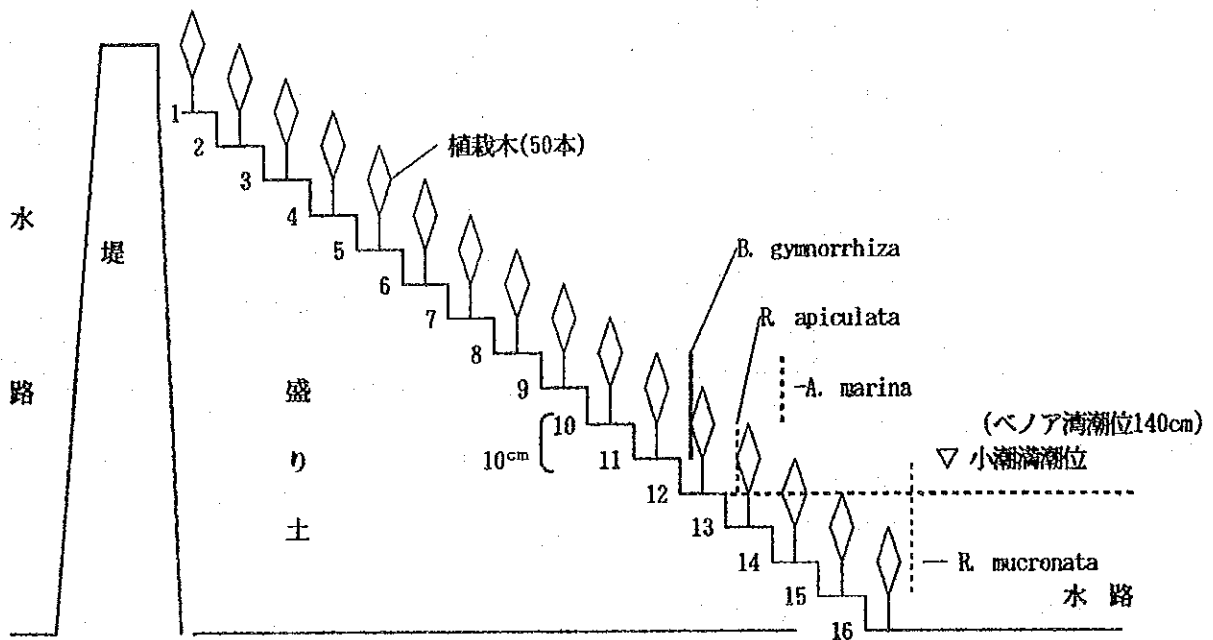 1
2
3
4
5
6
7
8
9
10
11
12
13
14
15
16
植栽木(50本)
水路
堤
盛り土
10cm
B. gymnorrhiza
R. apiculata
A. marina
(ベノア湾潮位140cm)
▽ 小潮満潮位
R. mucronata
水路